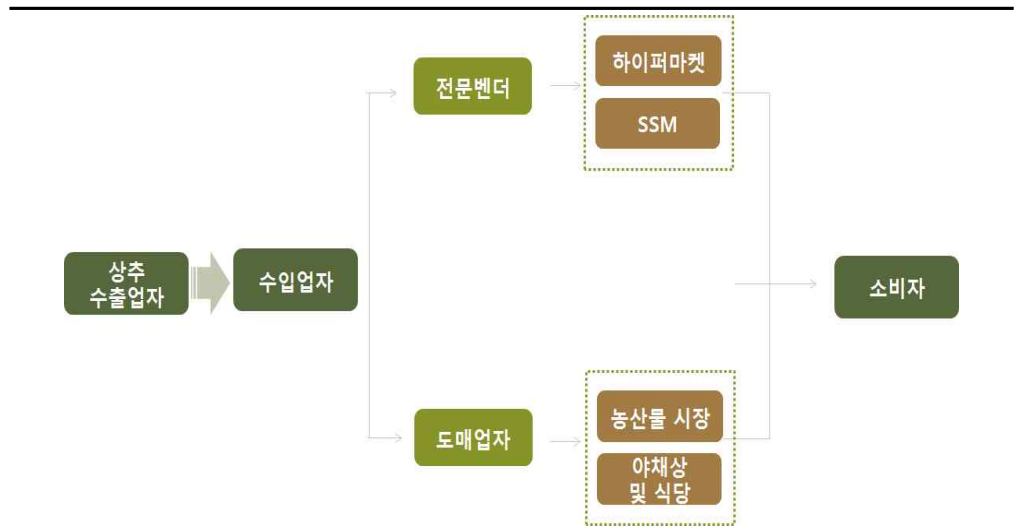 하이퍼마켓
전문벤더
SSM
상추
수출업자
수입업자
소비자
농산물 시장
도매업자
야채상
및 식당